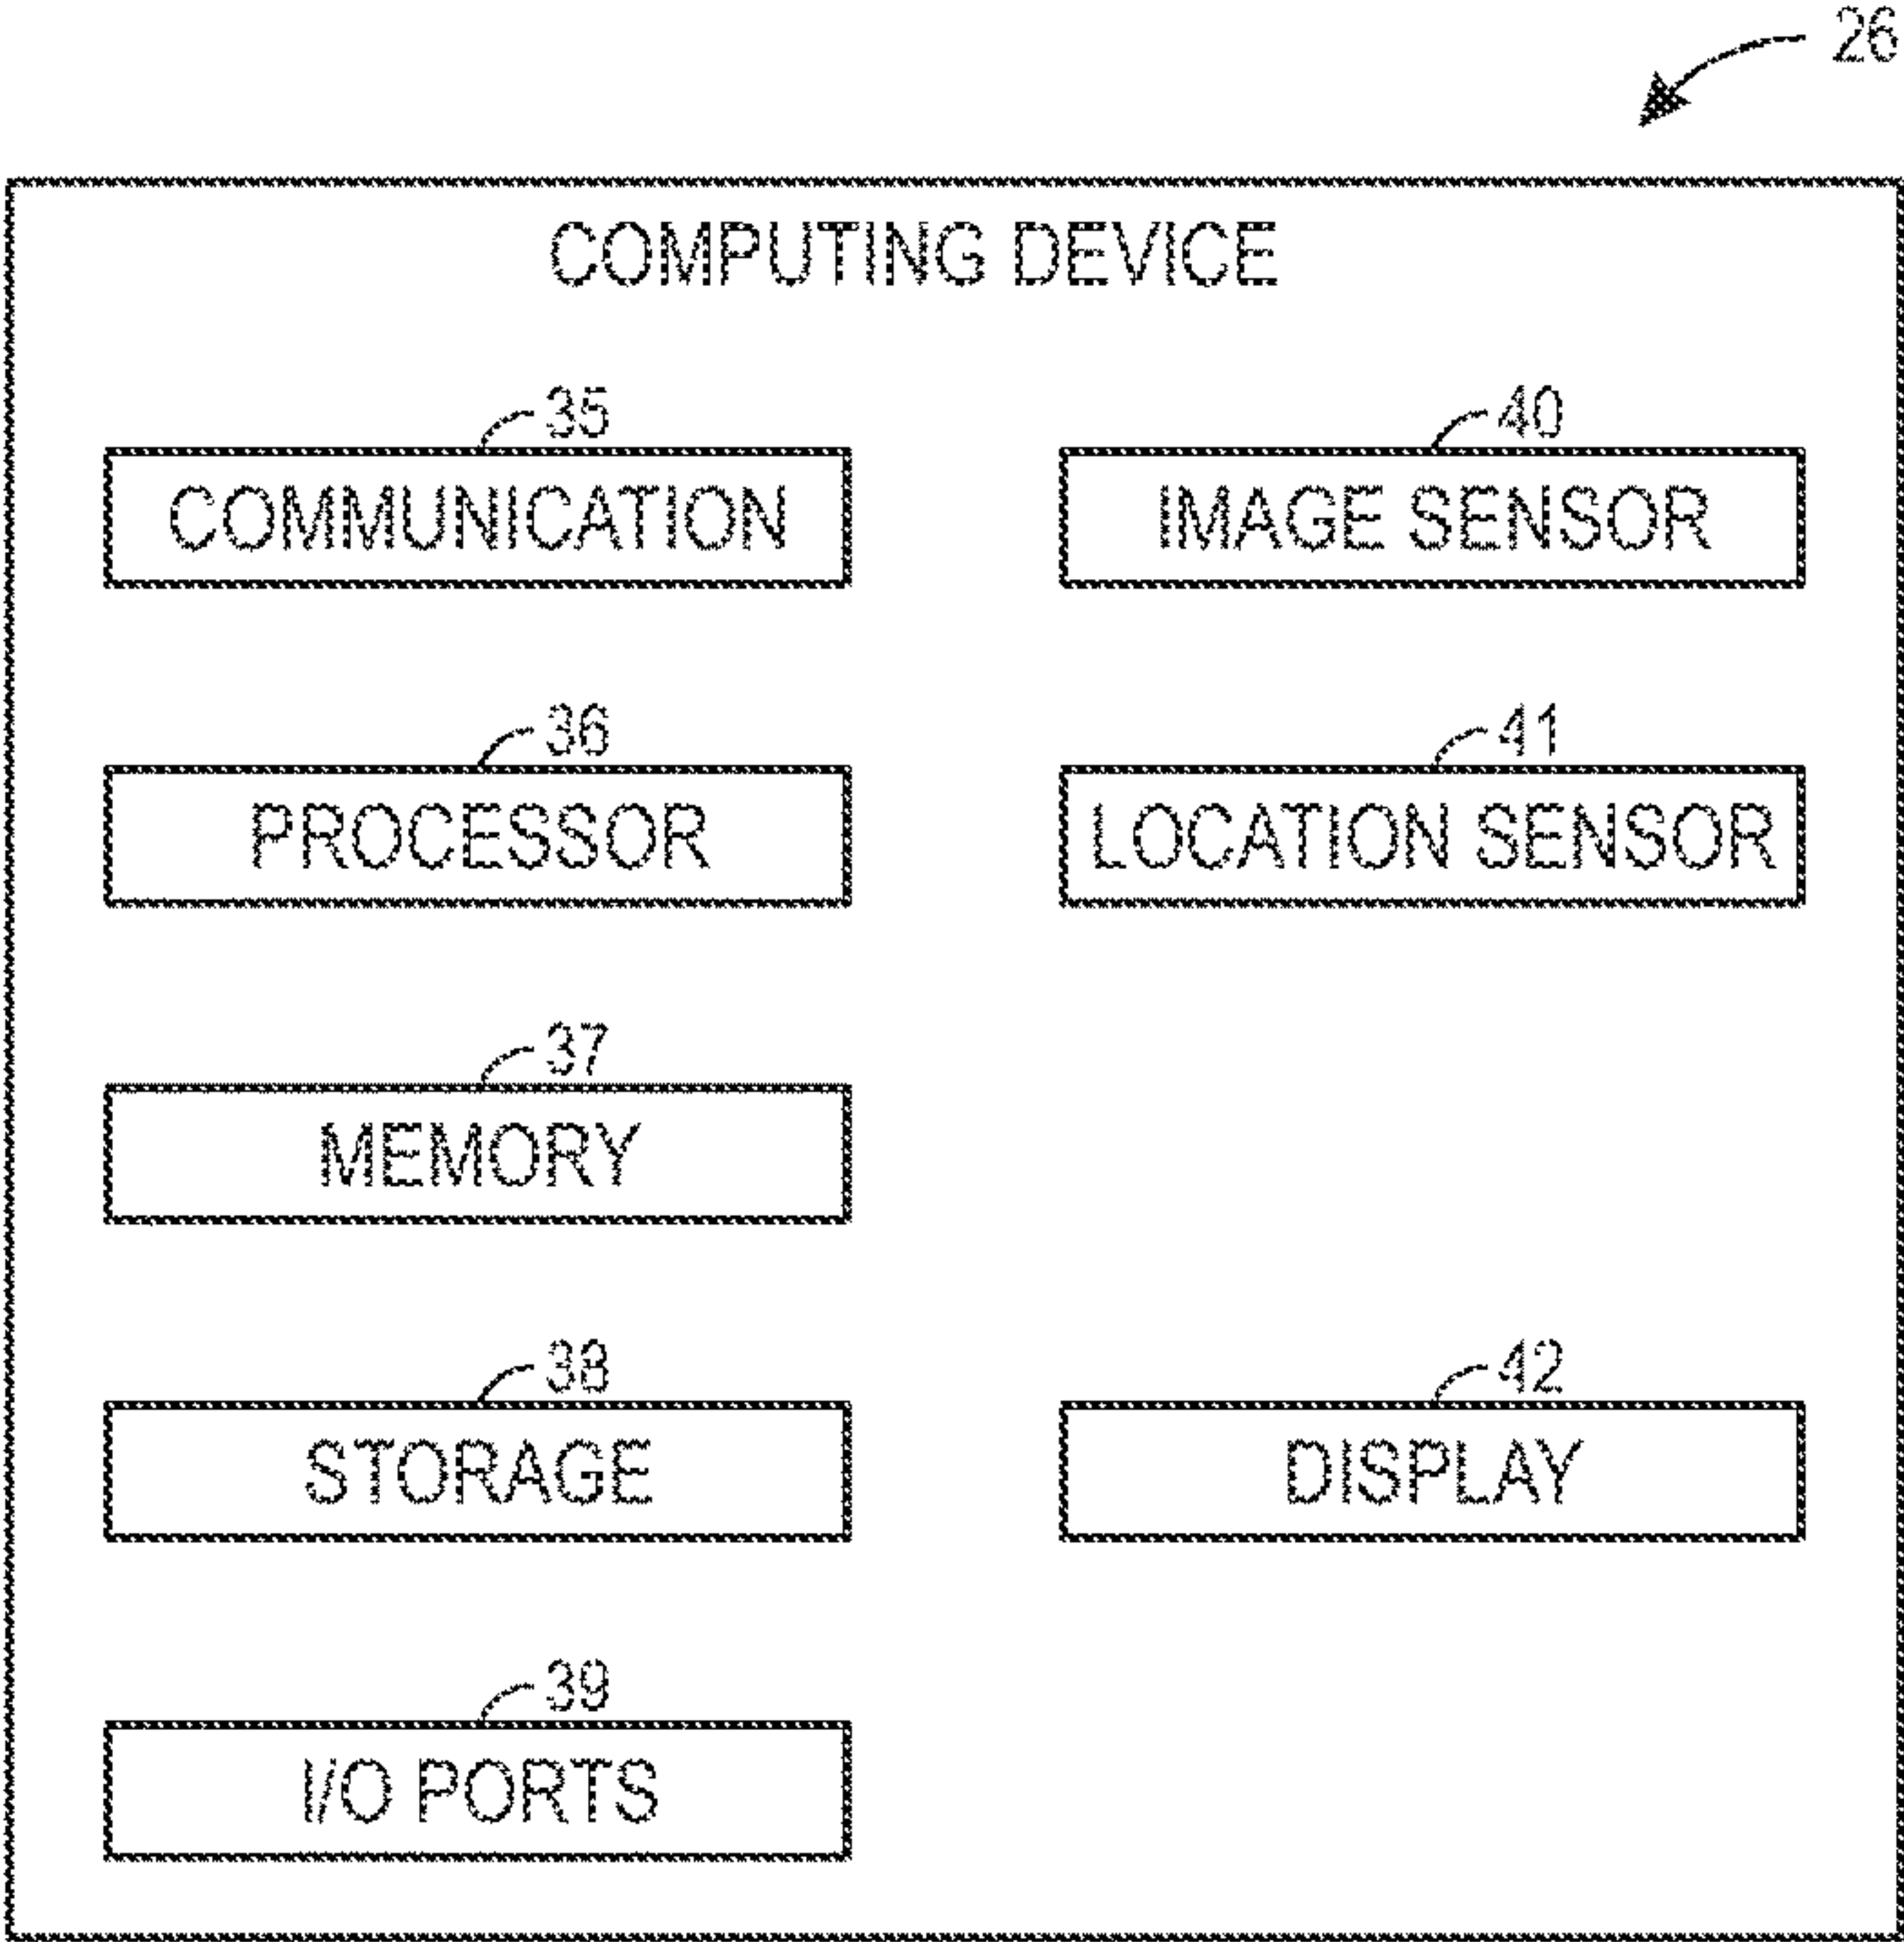 26
COMPUTING DEVICE
35
COMMUNICATION
40
IMAGE SENSOR
36
PROCESSOR
41
LOCATION SENSOR
37
MEMORY
38
STORAGE
42
DISPLAY
39
I/O PORTS